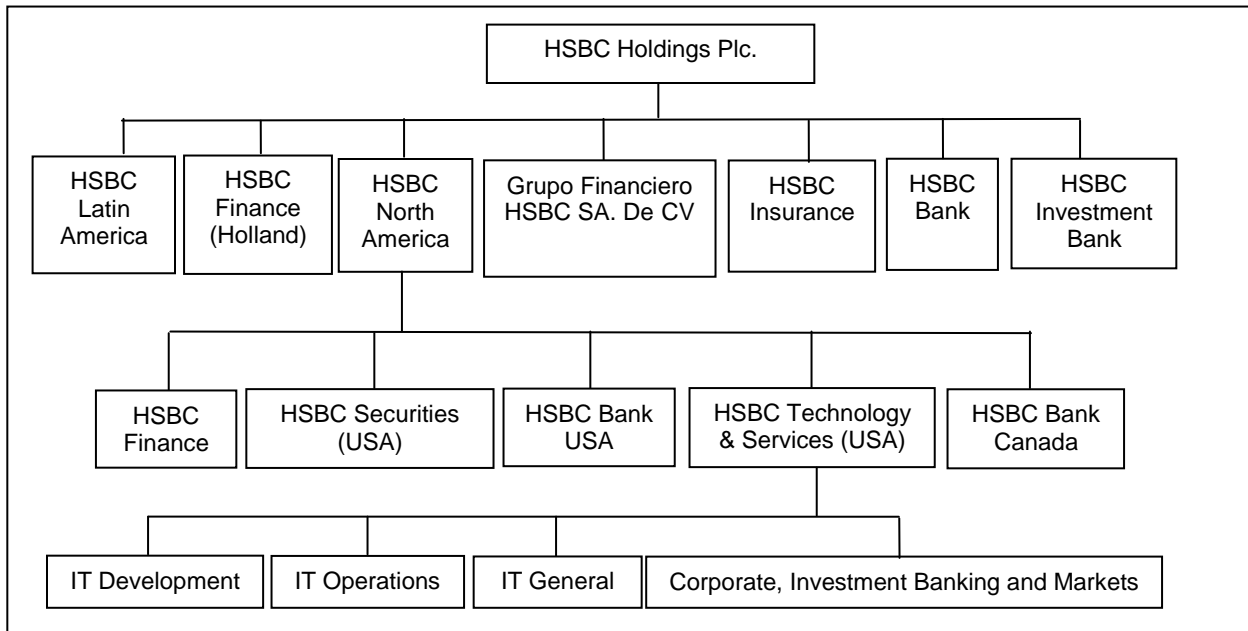 HSBC Holdings Plc.
HSBC
Latin
America
HSBC
Finance
(Holland)
HSBC
North
America
Grupo Financiero
HSBC SA. De CV
HSBC
Insurance
HSBC
Bank
HSBC
Investment
Bank
HSBC
Finance
HSBC Securities
(USA)
HSBC Bank
USA
HSBC Technology
& Services (USA)
HSBC Bank
Canada
IT Development
IT Operations
IT General
Corporate, Investment Banking and Markets